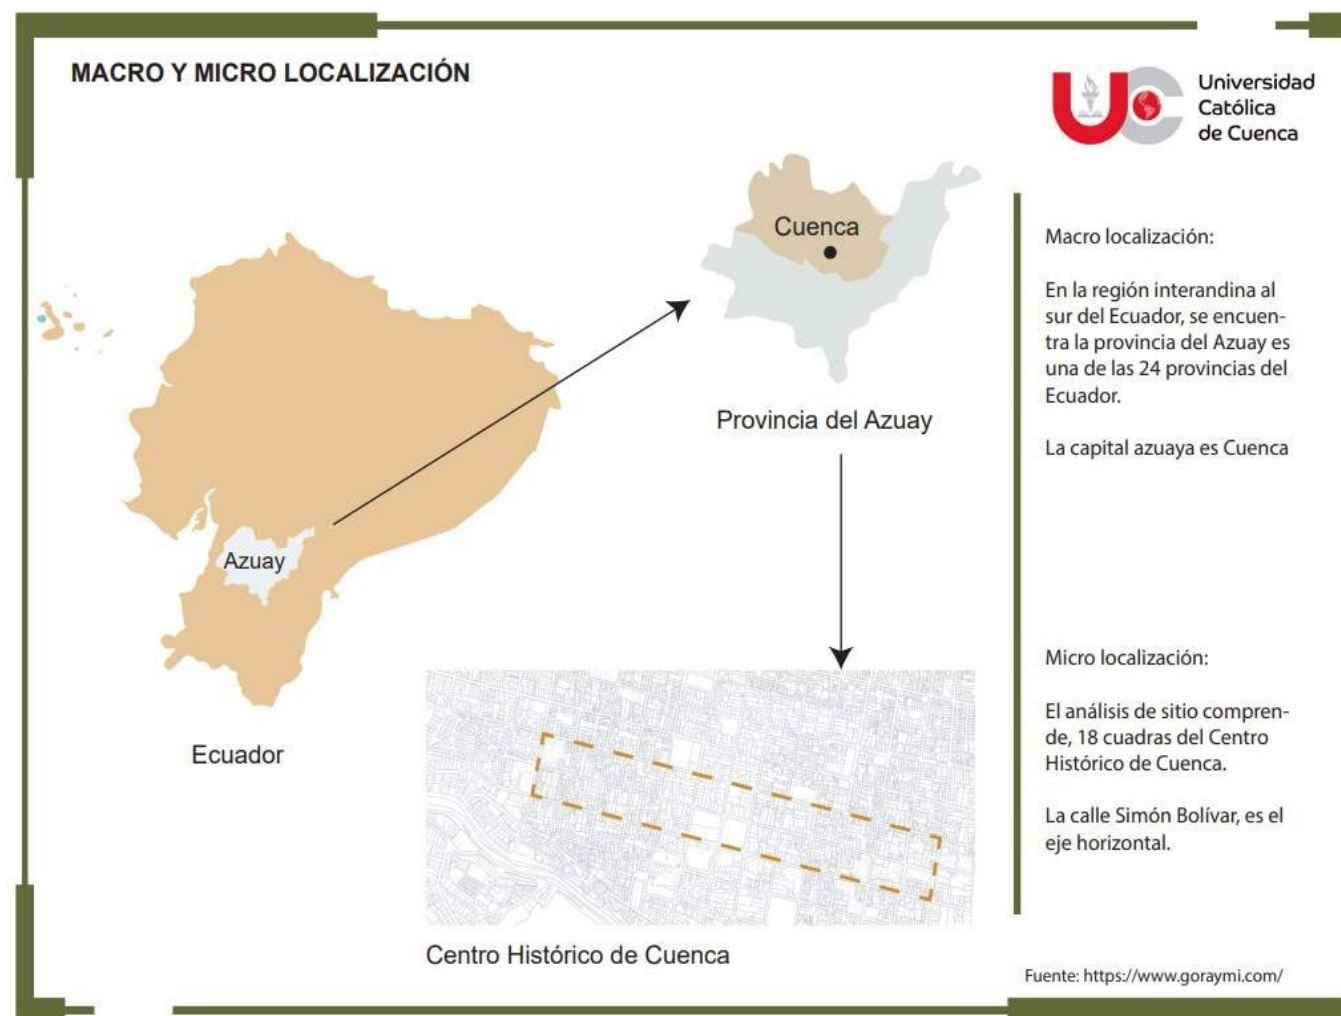 MACRO Y MICRO LOCALIZACIÓN
Universidad
Católica
de Cuenca
Cuenca
Provincia del Azuay
Azuay
Ecuador
Centro Histórico de Cuenca
Macro localización:
En la región interandina al
sur del Ecuador, se encuen-
tra la provincia del Azuay es
una de las 24 provincias del
Ecuador.
La capital azuaya es Cuenca
Micro localización:
El análisis de sitio compren-
de, 18 cuadras del Centro
Histórico de Cuenca.
La calle Simón Bolívar, es el
eje horizontal.
Fuente: https://www.goraymi.com/